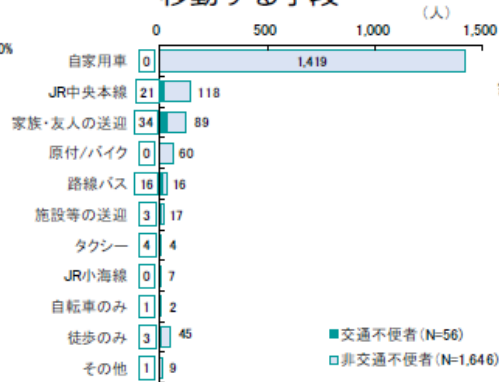 移動する手段
（人）
0%
0 500 1,000 1,500
自家用車 0 1,419
JR中央本線 21 118
家族・友人の送迎 34 89
原付/バイク 0 60
路線バス 16 16
施設等の送迎 3 17
タクシー 4 4
JR小海線 0 7
自転車のみ 1 2
徒歩のみ 3 45
その他 1 9
交通不便者(N=56)
非交通不便者(N=1,646)